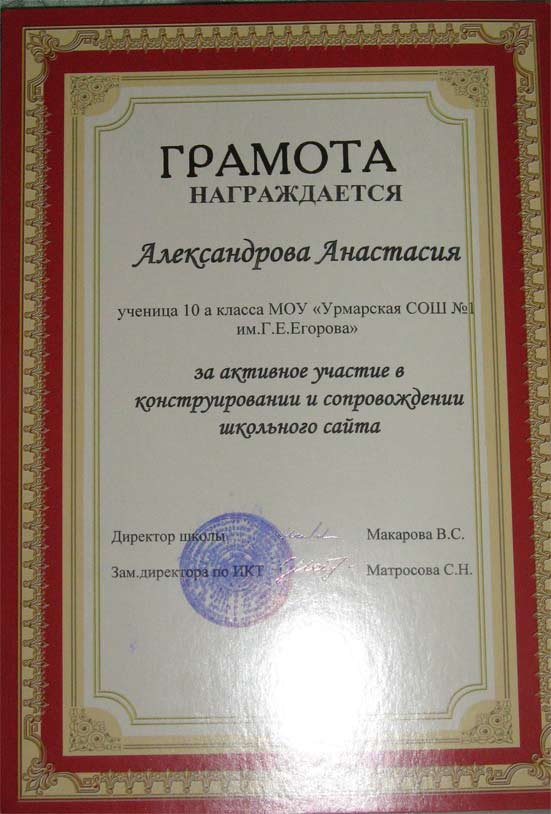 ГРАМОТА
НАГРАЖДАЕТСЯ
Александрова Анастасия
ученица 10 а класса МОУ «Урмарская СОШ №1
им.Г.Е.Егорова»
за активное участие в
конструировании и сопровождении
школьного сайта
Директор школы Макарова В.С.
Зам.директора по ИКТ Матросова С.Н.